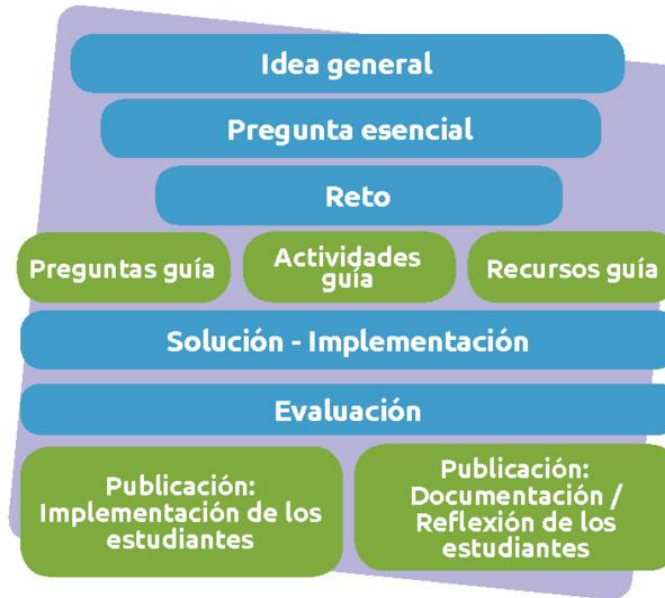 Idea general
Pregunta esencial
Reto
Preguntas guía
Actividades
guía
Recursos guía
Solución - Implementación
Evaluación
Publicación:
Implementación de los
estudiantes
Publicación:
Documentación /
Reflexión de los
estudiantes